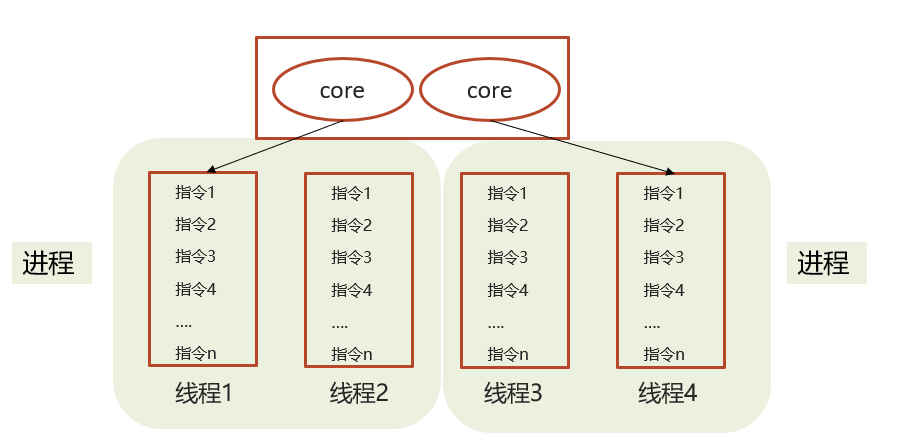 core
core
进程
指令1
指令2
指令3
指令4
....
指令n
线程1
指令1
指令2
指令3
指令4
....
指令n
线程2
指令1
指令2
指令3
指令4
....
指令n
线程3
指令1
指令2
指令3
指令4
....
指令n
线程4
进程